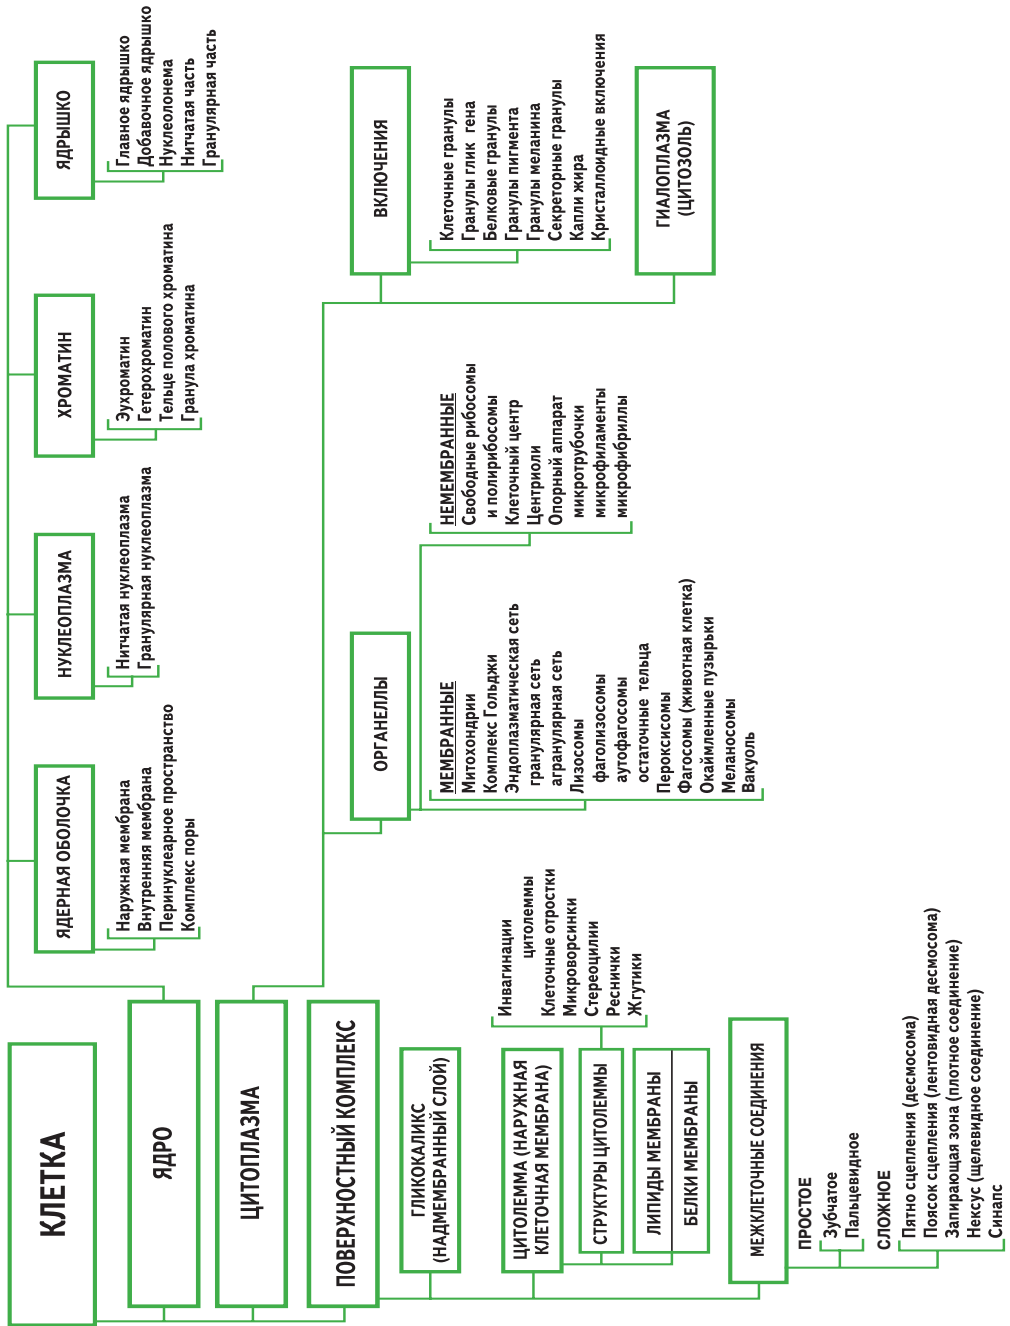 КЛЕТКА
ЯДРО
ЯДЕРНАЯ ОБОЛОЧКА
Наружная мембрана
Внутренняя мембрана
Перинуклеарное пространство
Комплекс поры
НУКЛЕОПЛАЗМА
Нитчатая нуклеоплазма
Гранулярная нуклеоплазма
ХРОМАТИН
Эухроматин
Гетерохроматин
Тельце полового хроматина
Гранула хроматина
ЯДРЫШКО
Главное ядрышко
Добавочное ядрышко
Нуклеолонема
Нитчатая часть
Гранулярная часть
ЦИТОПЛАЗМА
ОРГАНЕЛЛЫ
МЕМБРАННЫЕ
Митохондрии
Комплекс Гольджи
Эндоплазматическая сеть
гранулярная сеть
агранулярная сеть
Лизосомы
фаголизосомы
аутофагосомы
остаточные тельца
Пероксисомы
Фагосомы (животная клетка)
Окаймленные пузырьки
Меланосомы
Вакуоль
НЕМЕМБРАННЫЕ
Свободные рибосомы
и полирибосомы
Клеточный центр
Центриоли
Опорный аппарат
микротрубочки
микрофиламенты
микрофибриллы
ВКЛЮЧЕНИЯ
Клеточные гранулы
Гранулы глик гена
Белковые гранулы
Гранулы пигмента
Гранулы меланина
Секреторные гранулы
Капли жира
Кристаллоидные включения
ГИАЛОПЛАЗМА
(ЦИТОЗОЛЬ)
ПОВЕРХНОСТНЫЙ КОМПЛЕКС
ГЛИКОКАЛИКС
(НАДМЕМБРАННЫЙ СЛОЙ)
ЦИТОЛЕММА (НАРУЖНАЯ
КЛЕТОЧНАЯ МЕМБРАНА)
СТРУКТУРЫ ЦИТОЛЕММЫ
Инвагинации
цитолеммы
Клеточные отростки
Микроворсинки
Стереоцилии
Реснички
Жгутики
ЛИПИДЫ МЕМБРАНЫ
БЕЛКИ МЕМБРАНЫ
МЕЖКЛЕТОЧНЫЕ СОЕДИНЕНИЯ
ПРОСТОЕ
Зубчатое
Пальцевидное
СЛОЖНОЕ
Пятно сцепления (десмосома)
Поясок сцепления (лентовидная десмосома)
Запирающая зона (плотное соединение)
Нексус (щелевидное соединение)
Синапс